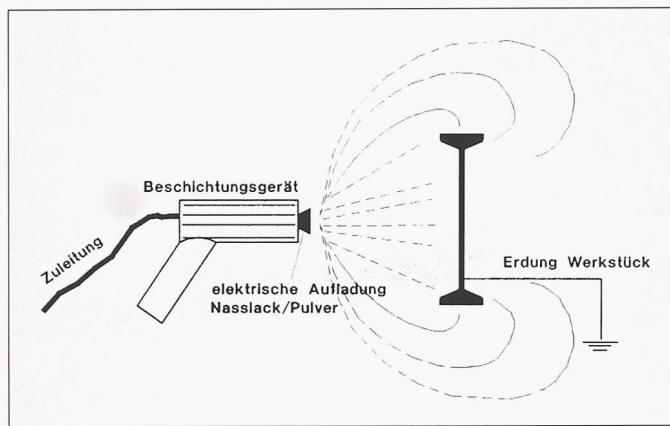 Beschichtungsgerät
Zuleitung
elektrische Aufladung
Nasslack/Pulver
Erdung Werkstück